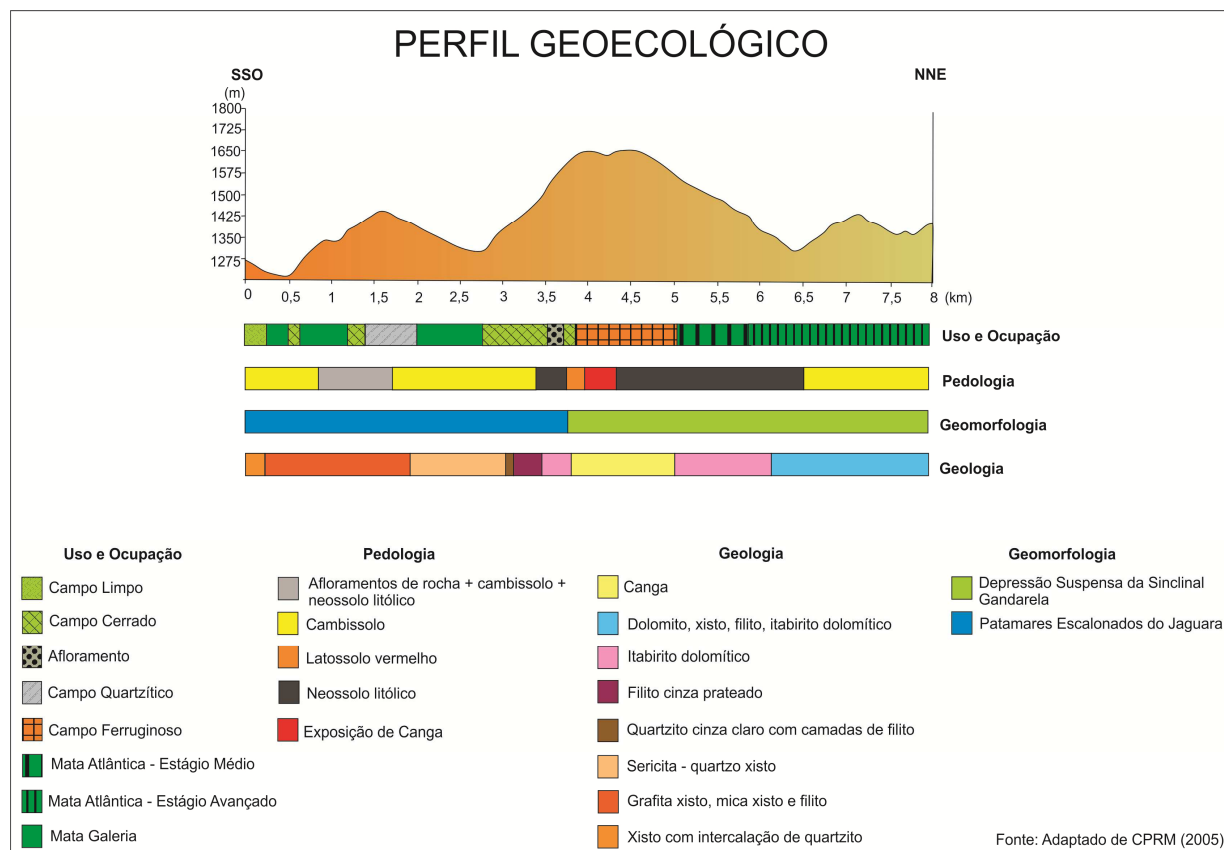 PERFIL GEOECOLÓGICO
SSO
NNE
(m)
1800
1725
1650
1575
1500
1425
1350
1275
0 0,5 1 1,5 2 2,5 3 3,5 4 4,5 5 5,5 6 6,5 7 7,5 8 (km)
Uso e Ocupação
Pedologia
Geomorfologia
Geologia
Uso e Ocupação
Campo Limpo
Campo Cerrado
Afloramento
Campo Quartzítico
Campo Ferruginoso
Mata Atlântica - Estágio Médio
Mata Atlântica - Estágio Avançado
Mata Galeria
Pedologia
Afloramentos de rocha + cambissolo +
neossolo litólico
Cambissolo
Latossolo vermelho
Neossolo litólico
Exposição de Canga
Geologia
Canga
Dolomito, xisto, filito, itabirito dolomítico
Itabirito dolomítico
Filito cinza prateado
Quartzito cinza claro com camadas de filito
Sericita - quartzo xisto
Grafita xisto, mica xisto e filito
Xisto com intercalação de quartzito
Geomorfologia
Depressão Suspensa da Sinclinal
Gandarela
Patamares Escalonados do Jaguara
Fonte: Adaptado de CPRM (2005)